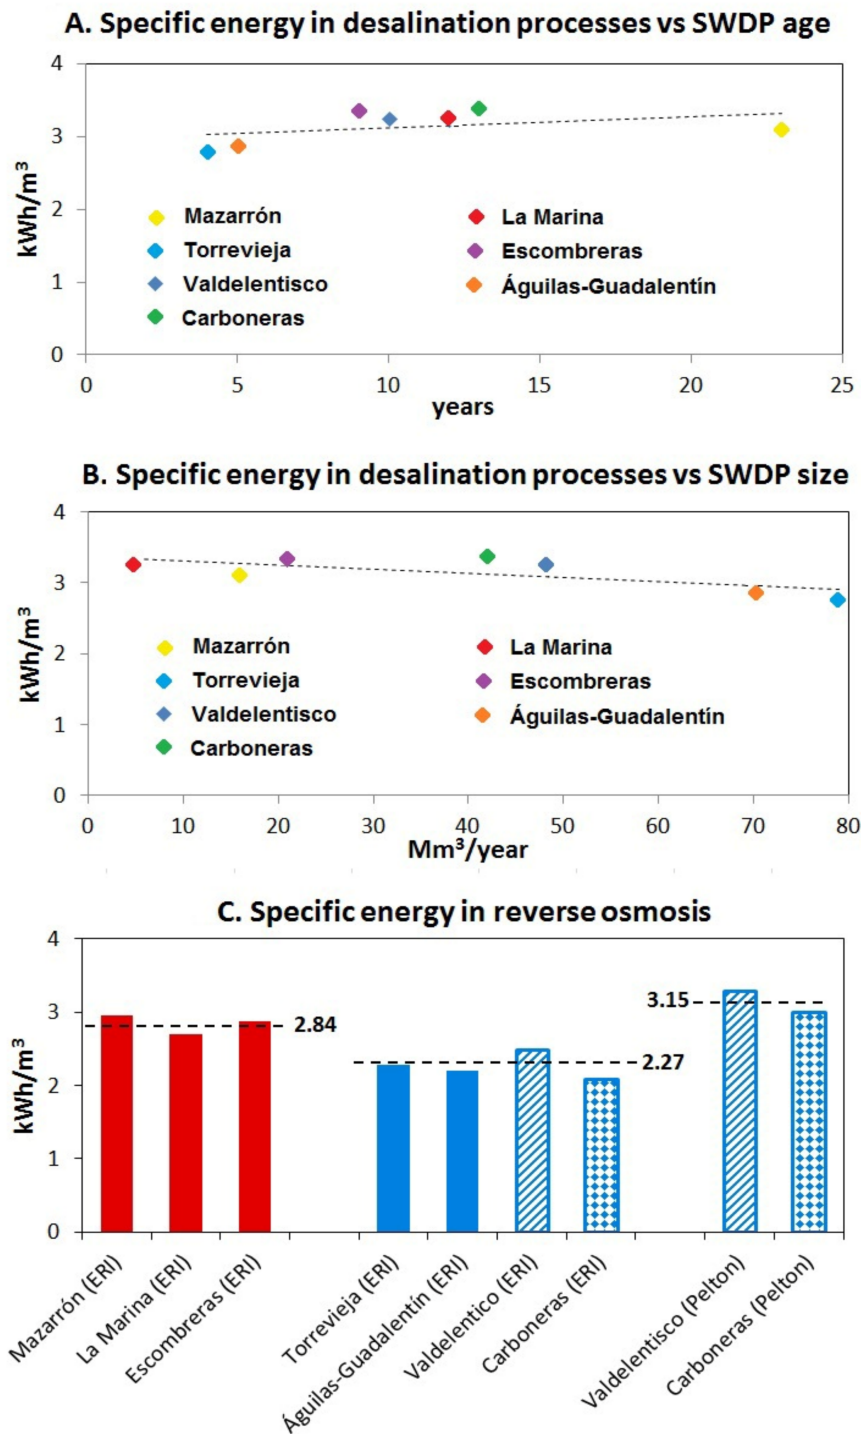 A. Specific energy in desalination processes vs SWDP age
4
3
2
1
0
kWh/m³
Mazarrón
La Marina
Torrevieja
Escombreras
Valdelentisco
Águilas-Guadalentín
Carboneras
0 5 10 15 20 25
years
B. Specific energy in desalination processes vs SWDP size
4
3
2
1
0
kWh/m³
Mazarrón
La Marina
Torrevieja
Escombreras
Valdelentisco
Águilas-Guadalentín
Carboneras
0 10 20 30 40 50 60 70 80
Mm³/year
C. Specific energy in reverse osmosis
4
3
2
1
0
kWh/m³
2.84
2.27
3.15
Mazarrón (ERI)
La Marina (ERI)
Escombreras (ERI)
Torrevieja (ERI)
Águilas-Guadalentín (ERI)
Valdelentico (ERI)
Carboneras (ERI)
Valdelentisco (Pelton)
Carboneras (Pelton)